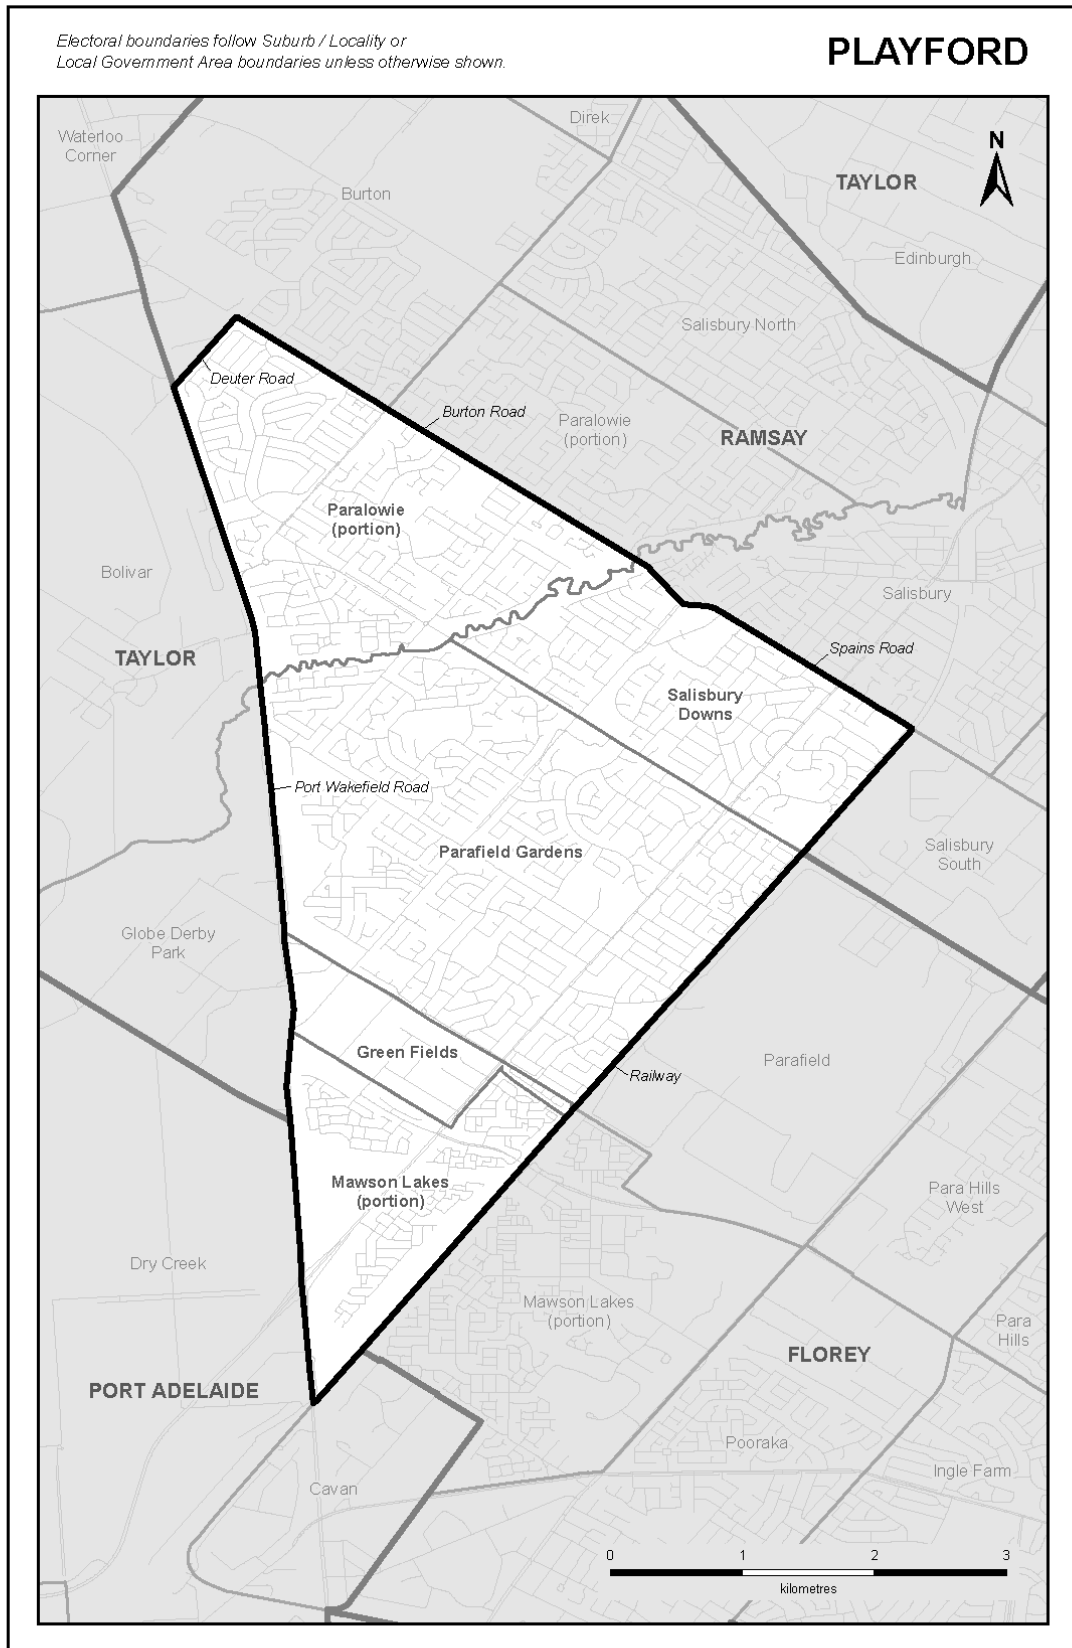 Electoral boundaries follow Suburb / Locality or
Local Government Area boundaries unless otherwise shown.
PLAYFORD
Waterloo
Corner
Direk
N
TAYLOR
Burton
Edinburgh
Salisbury North
Deuter Road
Burton Road
Paralowie
(portion)
RAMSAY
Paralowie
(portion)
Bolivar
Salisbury
TAYLOR
Spains Road
Salisbury
Downs
Port Wakefield Road
Parafield Gardens
Salisbury
South
Globe Derby
Park
Green Fields
Parafield
Railway
Mawson Lakes
(portion)
Para Hills
West
Dry Creek
Mawson Lakes
(portion)
Para
Hills
FLOREY
PORT ADELAIDE
Pooraka
Ingle Farm
Cavan
0 1 2 3
kilometres